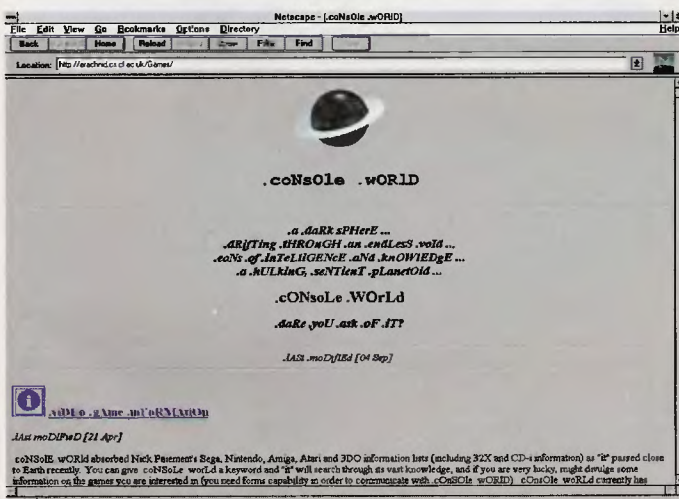 Netscape - [.coNsOle .wORlD]
File Edit View Go Bookmarks Options Directory Help
Back Home Reload Find
Location: http://arachnid.cs.cf.ac.uk/Games/
.coNsOle .wORlD
.a .daRk sPHerE ...
.dRifTing .tHROuGH .an .endLesS .voId ...
.eoNs .of .inTeLlIGENcE .aNd .knOWlEDgE ...
.a .hULkinG, .seNTienT .pLanetOid ...
.cONsoLe .WOrLd
.daRe .yoU .ask .oF .iT?
.lASt .moDifIEd [04 Sep]
.viDEo .gAme .inFoRMAtiOn
.lAst moDIFieD [21 Apr]
coNSOlE wORld absorbed Nick Sega, Nintendo, Amiga, Atari and 3DO information lists (including 32X and CD-i information) as "it" passed close
to Earth recently. You can give coNSoLe worLd a keyword and "it" will search through its vast knowledge, and if you are very lucky, might divulge some
information on the games you are interested in (you need forms capability in order to communicate with .cOnSOle wORlD) .cOnsOle woRLd currently has